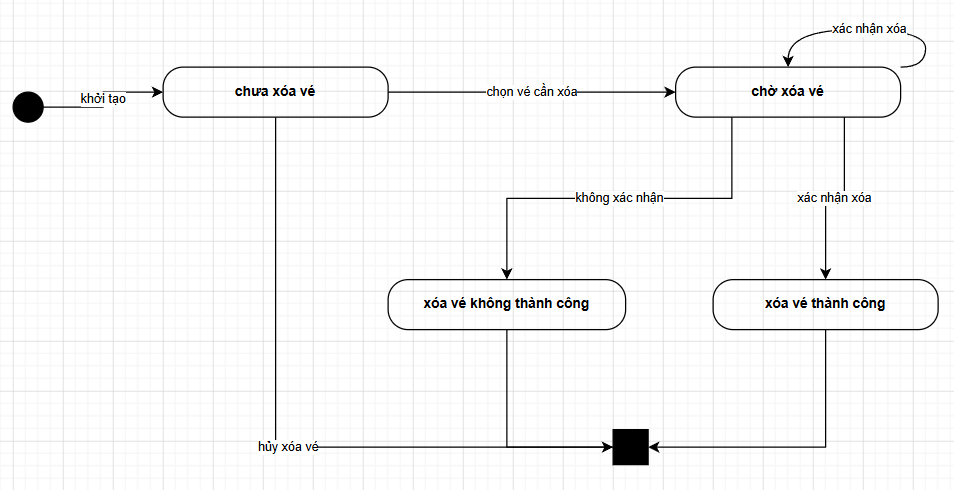 xác nhận xóa
khởi tạo
chưa xóa vé
chọn vé cần xóa
chờ xóa vé
không xác nhận
xác nhận xóa
xóa vé không thành công
xóa vé thành công
hủy xóa vé